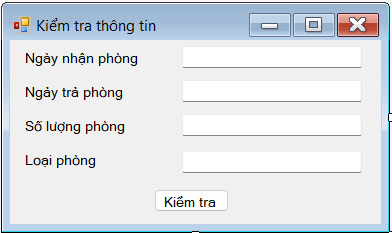 Kiểm tra thông tin
Ngày nhận phòng
Ngày trả phòng
Số lượng phòng
Loại phòng
Kiểm tra